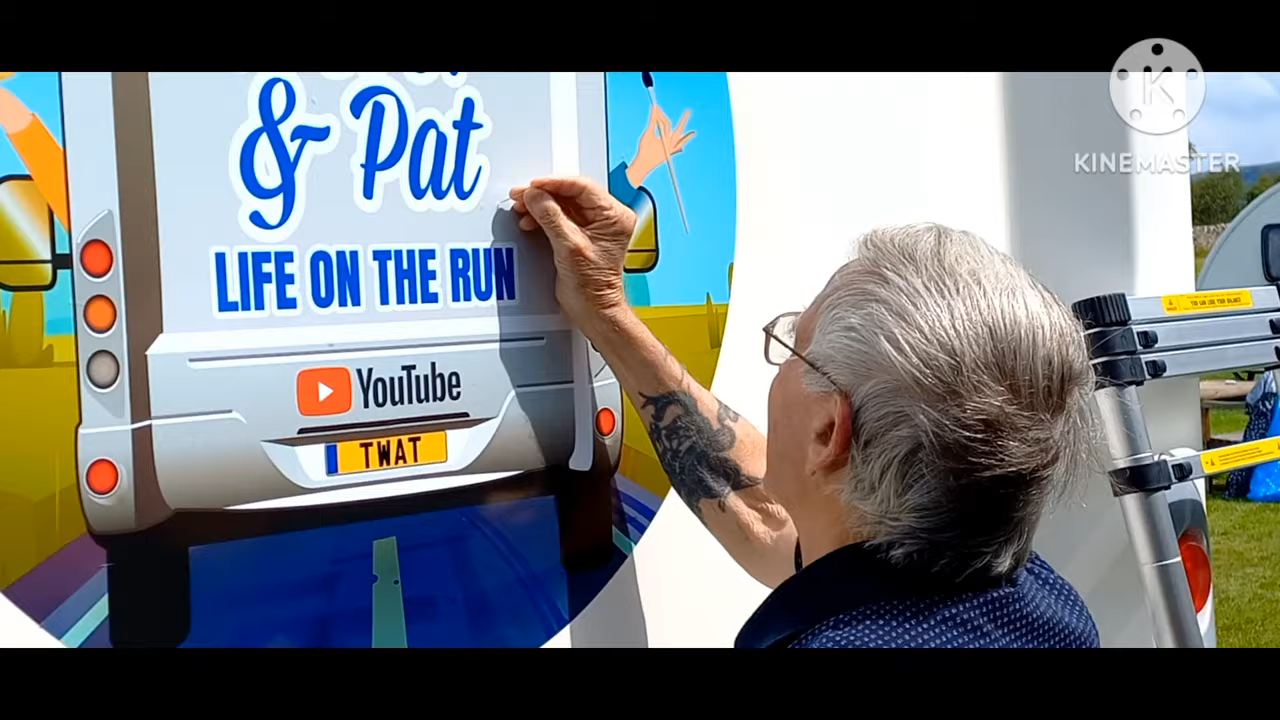 & Pat
LIFE ON THE RUN
YouTube
TWAT
K
KINEMASTER